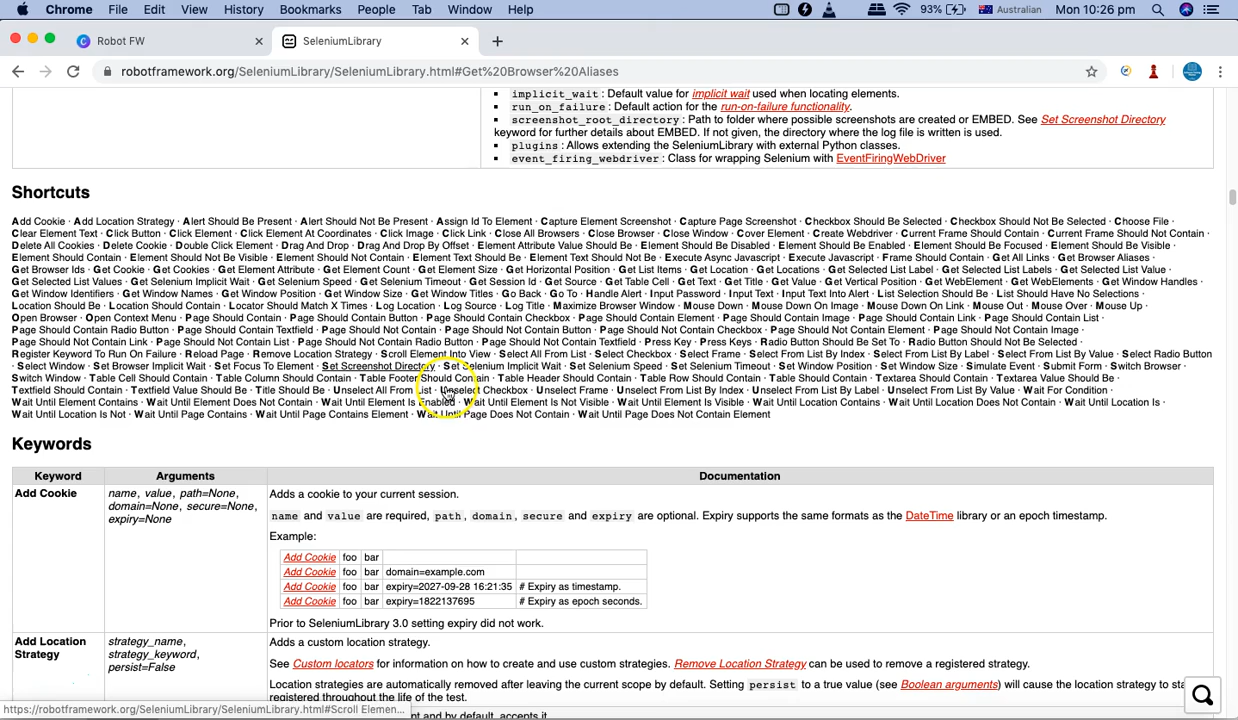 Chrome File Edit View History Bookmarks People Tab Window Help 93% Australian Mon 10:26 pm
Robot FW × SeleniumLibrary × +
robotframework.org/SeleniumLibrary/SeleniumLibrary.html#Get%20Browser%20Aliases
▪ implicit_wait : Default value for implicit wait used when locating elements.
▪ run_on_failure : Default action for the run-on-failure functionality.
▪ screenshot_root_directory : Path to folder where possible screenshots are created or EMBED. See Set Screenshot Directory
keyword for further details about EMBED. If not given, the directory where the log file is written is used.
▪ plugins : Allows extending the SeleniumLibrary with external Python classes.
▪ event_firing_webdriver : Class for wrapping Selenium with EventFiringWebDriver
Shortcuts
Add Cookie · Add Location Strategy · Alert Should Be Present · Alert Should Not Be Present · Assign Id To Element · Capture Element Screenshot · Capture Page Screenshot · Checkbox Should Be Selected · Checkbox Should Not Be Selected · Choose File ·
Clear Element Text · Click Button · Click Element · Click Element At Coordinates · Click Image · Click Link · Close All Browsers · Close Browser · Close Window · Cover Element · Create Webdriver · Current Frame Should Contain · Current Frame Should Not Contain ·
Delete All Cookies · Delete Cookie · Double Click Element · Drag And Drop · Drag And Drop By Offset · Element Attribute Value Should Be · Element Should Be Disabled · Element Should Be Enabled · Element Should Be Focused · Element Should Be Visible ·
Element Should Contain · Element Should Not Be Visible · Element Should Not Contain · Element Text Should Be · Element Text Should Not Be · Execute Async Javascript · Execute Javascript · Frame Should Contain · Get All Links · Get Browser Aliases ·
Get Browser Ids · Get Cookie · Get Cookies · Get Element Attribute · Get Element Count · Get Element Size · Get Horizontal Position · Get List Items · Get Location · Get Locations · Get Selected List Label · Get Selected List Labels · Get Selected List Value ·
Get Selected List Values · Get Selenium Implicit Wait · Get Selenium Speed · Get Selenium Timeout · Get Session Id · Get Source · Get Table Cell · Get Text · Get Title · Get Value · Get Vertical Position · Get WebElement · Get WebElements · Get Window Handles ·
Get Window Identifiers · Get Window Names · Get Window Position · Get Window Size · Get Window Titles · Go Back · Go To · Handle Alert · Input Password · Input Text · Input Text Into Alert · List Selection Should Be · List Should Have No Selections ·
Location Should Be · Location Should Contain · Locator Should Match X Times · Log Location · Log Source · Log Title · Maximize Browser Window · Mouse Down · Mouse Down On Image · Mouse Down On Link · Mouse Out · Mouse Over · Mouse Up ·
Open Browser · Open Context Menu · Page Should Contain · Page Should Contain Button · Page Should Contain Checkbox · Page Should Contain Element · Page Should Contain Image · Page Should Contain Link · Page Should Contain List ·
Page Should Contain Radio Button · Page Should Contain Textfield · Page Should Not Contain · Page Should Not Contain Button · Page Should Not Contain Checkbox · Page Should Not Contain Element · Page Should Not Contain Image ·
Page Should Not Contain Link · Page Should Not Contain List · Page Should Not Contain Radio Button · Page Should Not Contain Textfield · Press Key · Press Keys · Radio Button Should Be Set To · Radio Button Should Not Be Selected ·
Register Keyword To Run On Failure · Reload Page · Remove Location Strategy · Scroll Element Into View · Select All From List · Select Checkbox · Select Frame · Select From List By Index · Select From List By Label · Select From List By Value · Select Radio Button ·
Select Window · Set Browser Implicit Wait · Set Focus To Element · Set Screenshot Directory · Set Selenium Implicit Wait · Set Selenium Speed · Set Selenium Timeout · Set Window Position · Set Window Size · Simulate Event · Submit Form · Switch Browser ·
Switch Window · Table Cell Should Contain · Table Column Should Contain · Table Footer Should Contain · Table Header Should Contain · Table Row Should Contain · Table Should Contain · Textarea Should Contain · Textarea Value Should Be ·
Textfield Should Contain · Textfield Value Should Be · Title Should Be · Unselect All From List · Unselect Checkbox · Unselect Frame · Unselect From List By Index · Unselect From List By Label · Unselect From List By Value · Wait For Condition ·
Wait Until Element Contains · Wait Until Element Does Not Contain · Wait Until Element Is Enabled · Wait Until Element Is Not Visible · Wait Until Element Is Visible · Wait Until Location Contains · Wait Until Location Does Not Contain · Wait Until Location Is ·
Wait Until Location Is Not · Wait Until Page Contains · Wait Until Page Contains Element · Wait Until Page Does Not Contain · Wait Until Page Does Not Contain Element
Keywords
Keyword Arguments Documentation
Add Cookie name, value, path=None, domain=None, secure=None, expiry=None
Adds a cookie to your current session.
name and value are required, path, domain, secure and expiry are optional. Expiry supports the same formats as the DateTime library or an epoch timestamp.
Example:
Add Cookie foo bar
Add Cookie foo bar domain=example.com
Add Cookie foo bar expiry=2027-09-28 16:21:35 # Expiry as timestamp.
Add Cookie foo bar expiry=1822137695 # Expiry as epoch seconds.
Prior to SeleniumLibrary 3.0 setting expiry did not work.
Add Location Strategy strategy_name, strategy_keyword, persist=False
Adds a custom location strategy.
See Custom locators for information on how to create and use custom strategies. Remove Location Strategy can be used to remove a registered strategy.
Location strategies are automatically removed after leaving the current scope by default. Setting persist to a true value (see Boolean arguments) will cause the location strategy to sta
registered throughout the life of the test.
https://robotframework.org/SeleniumLibrary/SeleniumLibrary.html#Scroll Elemen...
nt and by default, accepts it.